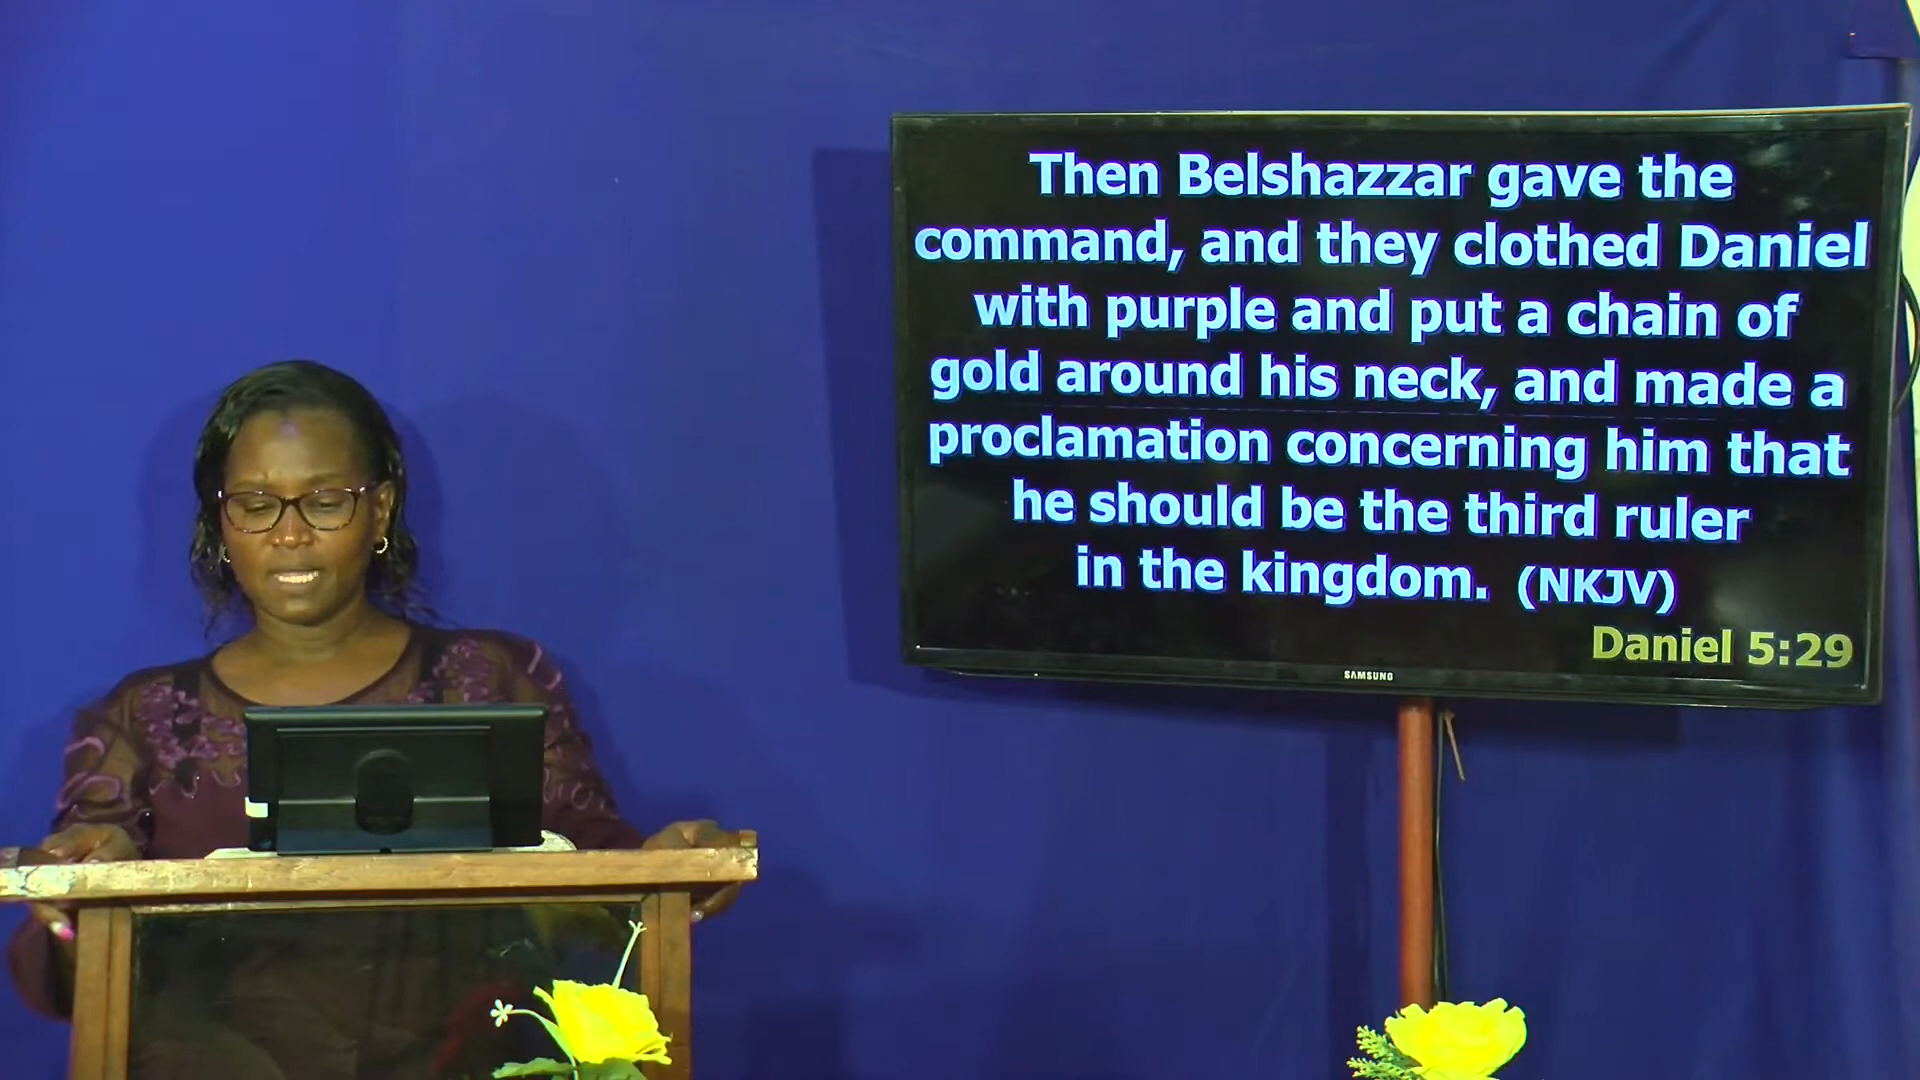 Then Belshazzar gave the
command, and they clothed Daniel
with purple and put a chain of
gold around his neck, and made a
proclamation concerning him that
he should be the third ruler
in the kingdom. (NKJV)
Daniel 5:29
SAMSUNG